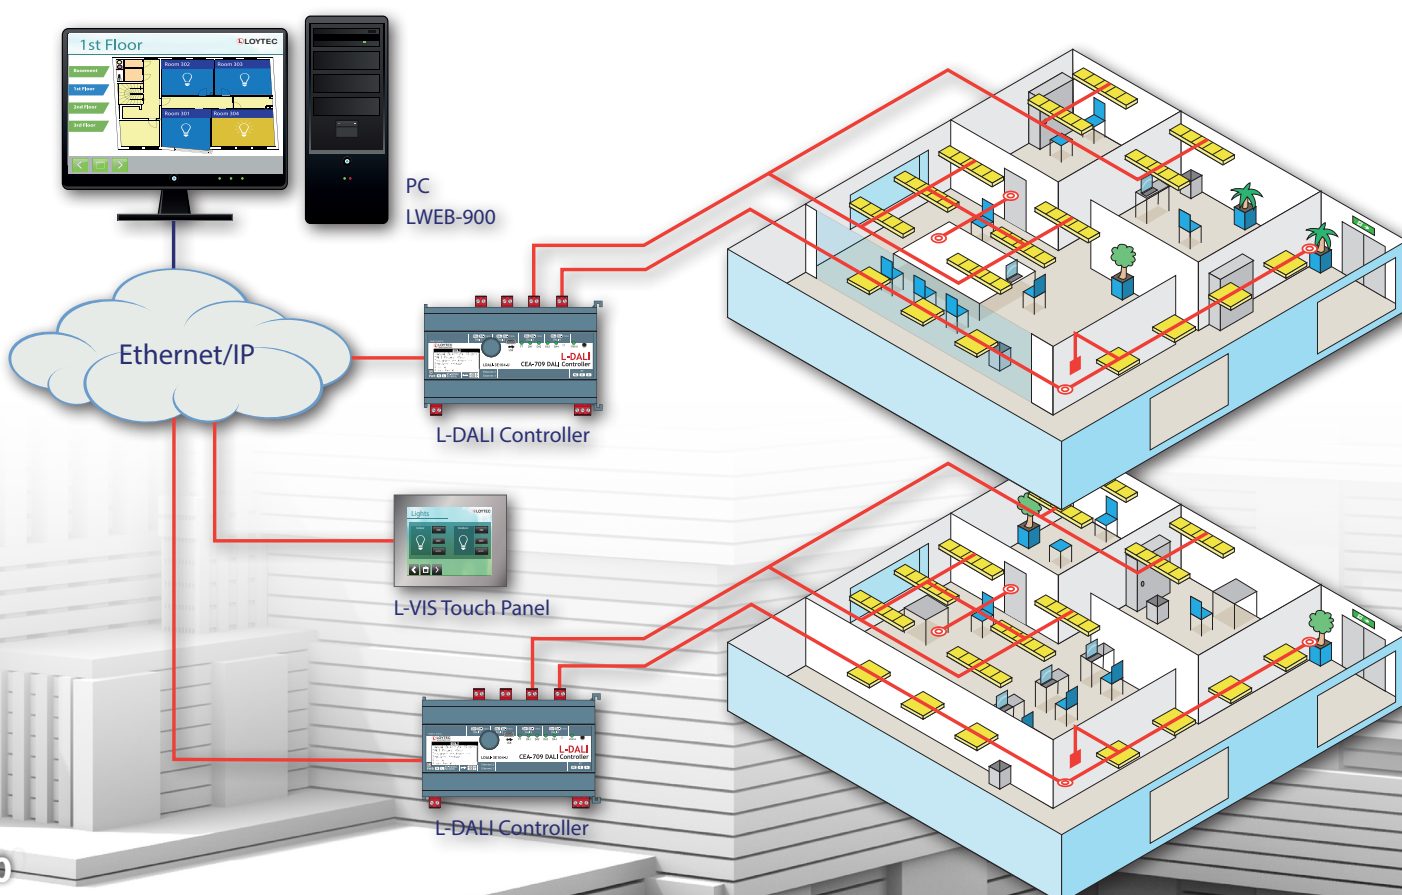 1st Floor
LOYTEC
Basement
1st Floor
2nd Floor
3rd Floor
Room 302
Room 303
Room 301
Room 304
PC
LWEB-900
Ethernet/IP
L-DALI
CEA-709 DALI Controller
L-DALI Controller
Lights
LOYTEC
L-VIS Touch Panel
LOYTEC
L-DALI
CEA-709 DALI Controller
L-DALI Controller
0